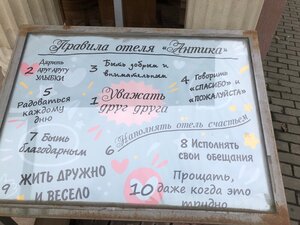 Правила отеля «Антика»
2 Дарить
друг другу
УЛЫБКИ
3 Быть добрым и
внимательным
4 Говорить
«СПАСИБО» и
«ПОЖАЛУЙСТА»
5
Радоваться
каждому
дню
1 Уважать
друг друга
6 Наполнять отель счастьем
7 Быть
благодарным
8 Исполнять
свои обещания
9 ЖИТЬ ДРУЖНО
И ВЕСЕЛО
10 Прощать,
даже когда это
трудно